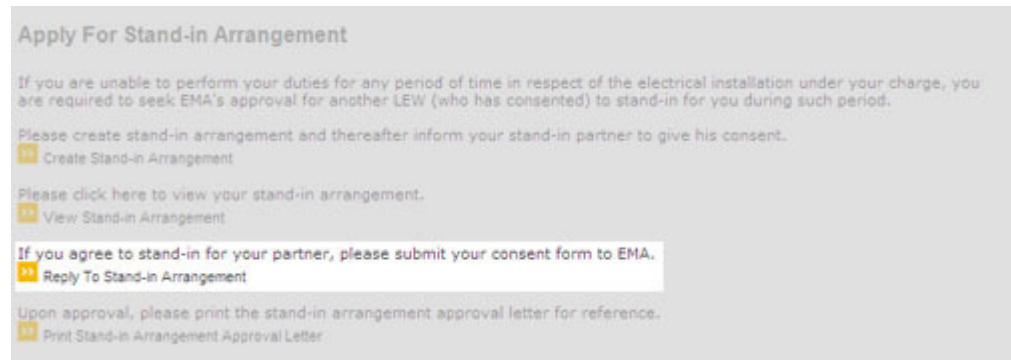 Apply For Stand-in Arrangement
If you are unable to perform your duties for any period of time in respect of the electrical installation under your charge, you
are required to seek EMA's approval for another LEW (who has consented) to stand-in for you during such period.
Please create stand-in arrangement and thereafter inform your stand-in partner to give his consent.
Create Stand-in Arrangement
Please click here to view your stand-in arrangement.
View Stand-in Arrangement
If you agree to stand-in for your partner, please submit your consent form to EMA.
Reply To Stand-in Arrangement
Upon approval, please print the stand-in arrangement approval letter for reference.
Print Stand-in Arrangement Approval Letter